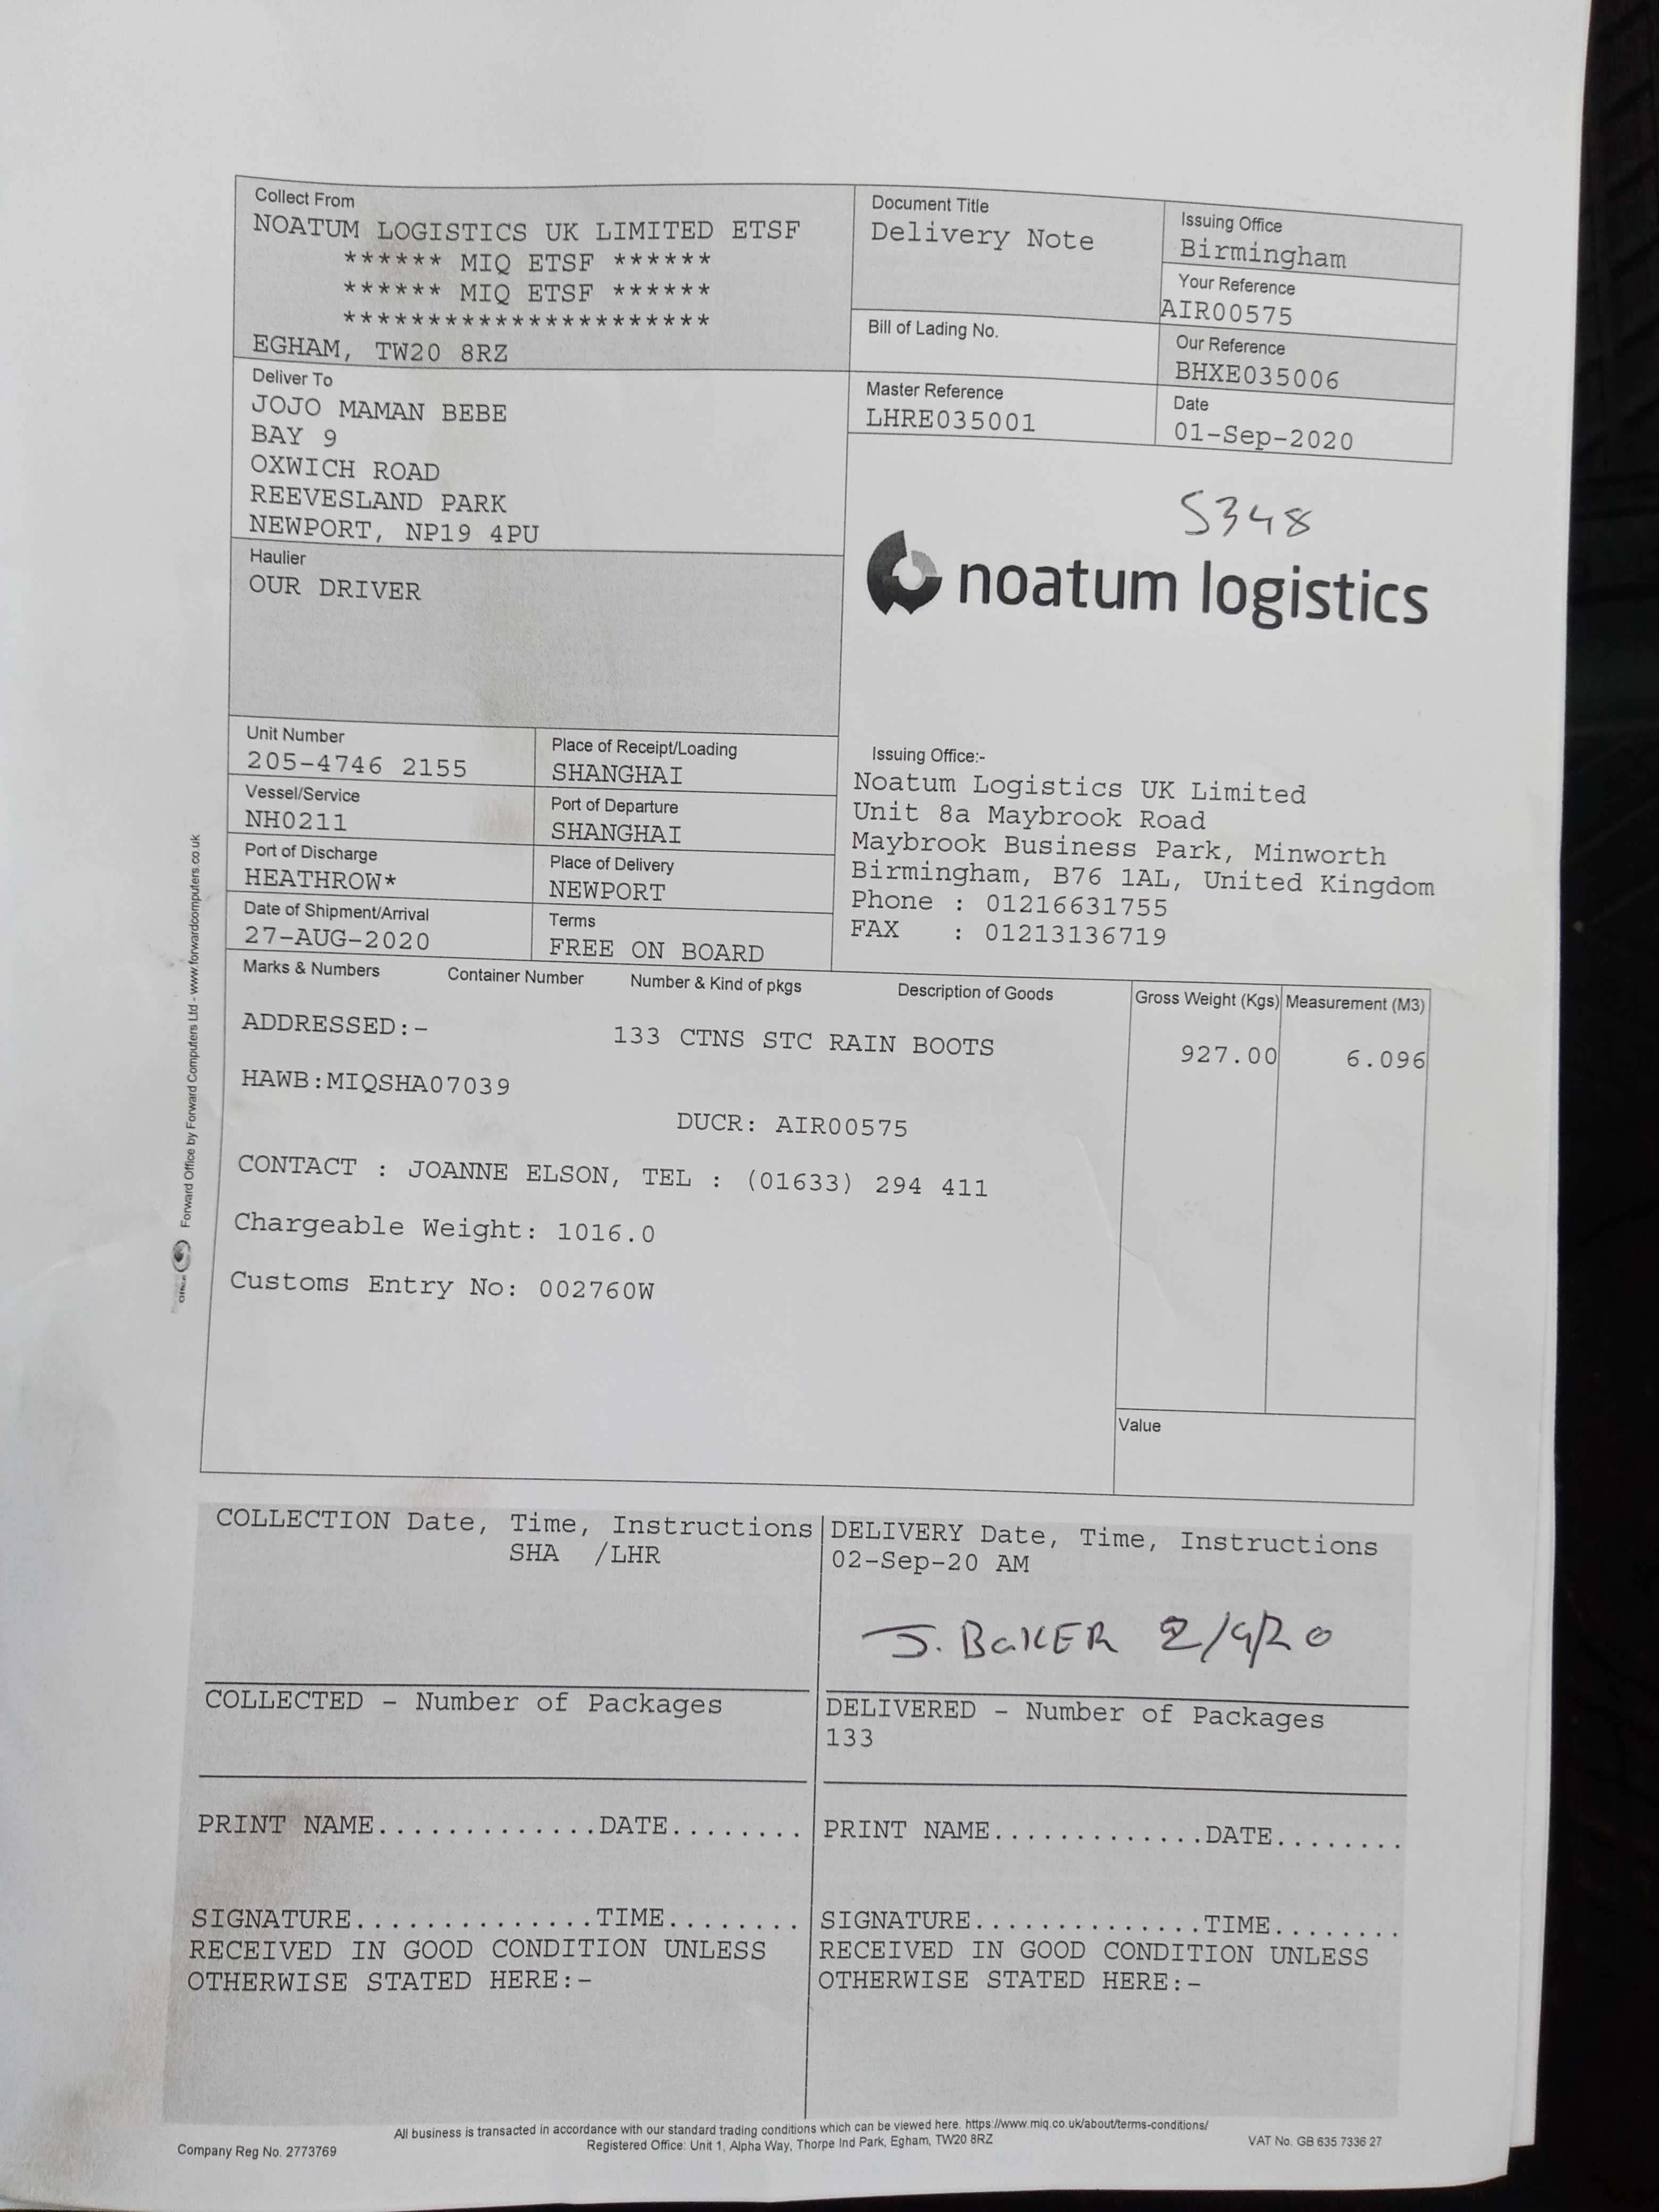 Collect From
NOATUM LOGISTICS UK LIMITED ETSF
****** MIQ ETSF ******
****** MIQ ETSF ******
**********************
EGHAM, TW20 8RZ
Document Title
Delivery Note
Issuing Office
Birmingham
Your Reference
AIR00575
Bill of Lading No.
Our Reference
BHXE035006
Master Reference
LHRE035001
Date
01-Sep-2020
Deliver To
JOJO MAMAN BEBE
BAY 9
OXWICH ROAD
REEVESLAND PARK
NEWPORT, NP19 4PU
Haulier
OUR DRIVER
5348
noatum logistics
Unit Number
205-4746 2155
Place of Receipt/Loading
SHANGHAI
Vessel/Service
NH0211
Port of Departure
SHANGHAI
Port of Discharge
HEATHROW*
Place of Delivery
NEWPORT
Date of Shipment/Arrival
27-AUG-2020
Terms
FREE ON BOARD
Issuing Office:-
Noatum Logistics UK Limited
Unit 8a Maybrook Road
Maybrook Business Park, Minworth
Birmingham, B76 1AL, United Kingdom
Phone : 01216631755
FAX : 01213136719
Marks & Numbers Container Number Number & Kind of pkgs Description of Goods Gross Weight (Kgs) Measurement (M3)
ADDRESSED:- 133 CTNS STC RAIN BOOTS 927.00 6.096
HAWB:MIQSHA07039
DUCR: AIR00575
CONTACT : JOANNE ELSON, TEL : (01633) 294 411
Chargeable Weight: 1016.0
Customs Entry No: 002760W
Value
Forward Office by Forward Computers Ltd - www.forwardcomputers.co.uk
COLLECTION Date, Time, Instructions
SHA /LHR
DELIVERY Date, Time, Instructions
02-Sep-20 AM
J. BaKER 2/9/20
COLLECTED - Number of Packages
DELIVERED - Number of Packages
133
PRINT NAME.............DATE........
PRINT NAME.............DATE........
SIGNATURE..............TIME........
RECEIVED IN GOOD CONDITION UNLESS
OTHERWISE STATED HERE:-
SIGNATURE..............TIME........
RECEIVED IN GOOD CONDITION UNLESS
OTHERWISE STATED HERE:-
All business is transacted in accordance with our standard trading conditions which can be viewed here. https://www.miq.co.uk/about/terms-conditions/
Company Reg No. 2773769 Registered Office: Unit 1, Alpha Way, Thorpe Ind Park, Egham, TW20 8RZ VAT No. GB 635 7336 27